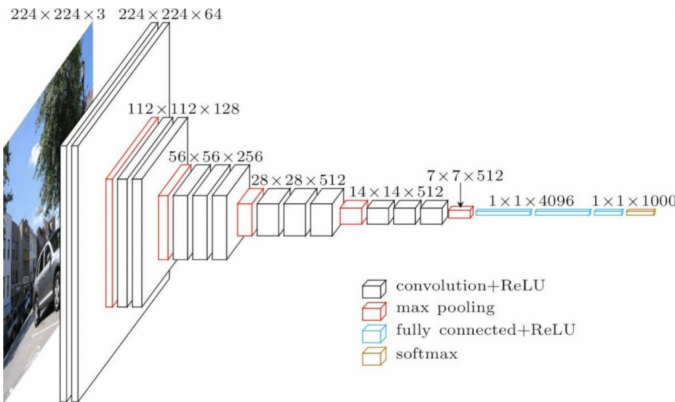 224×224×3
224×224×64
112×112×128
56×56×256
28×28×512
14×14×512
7×7×512
1×1×4096
1×1×1000
convolution+ReLU
max pooling
fully connected+ReLU
softmax